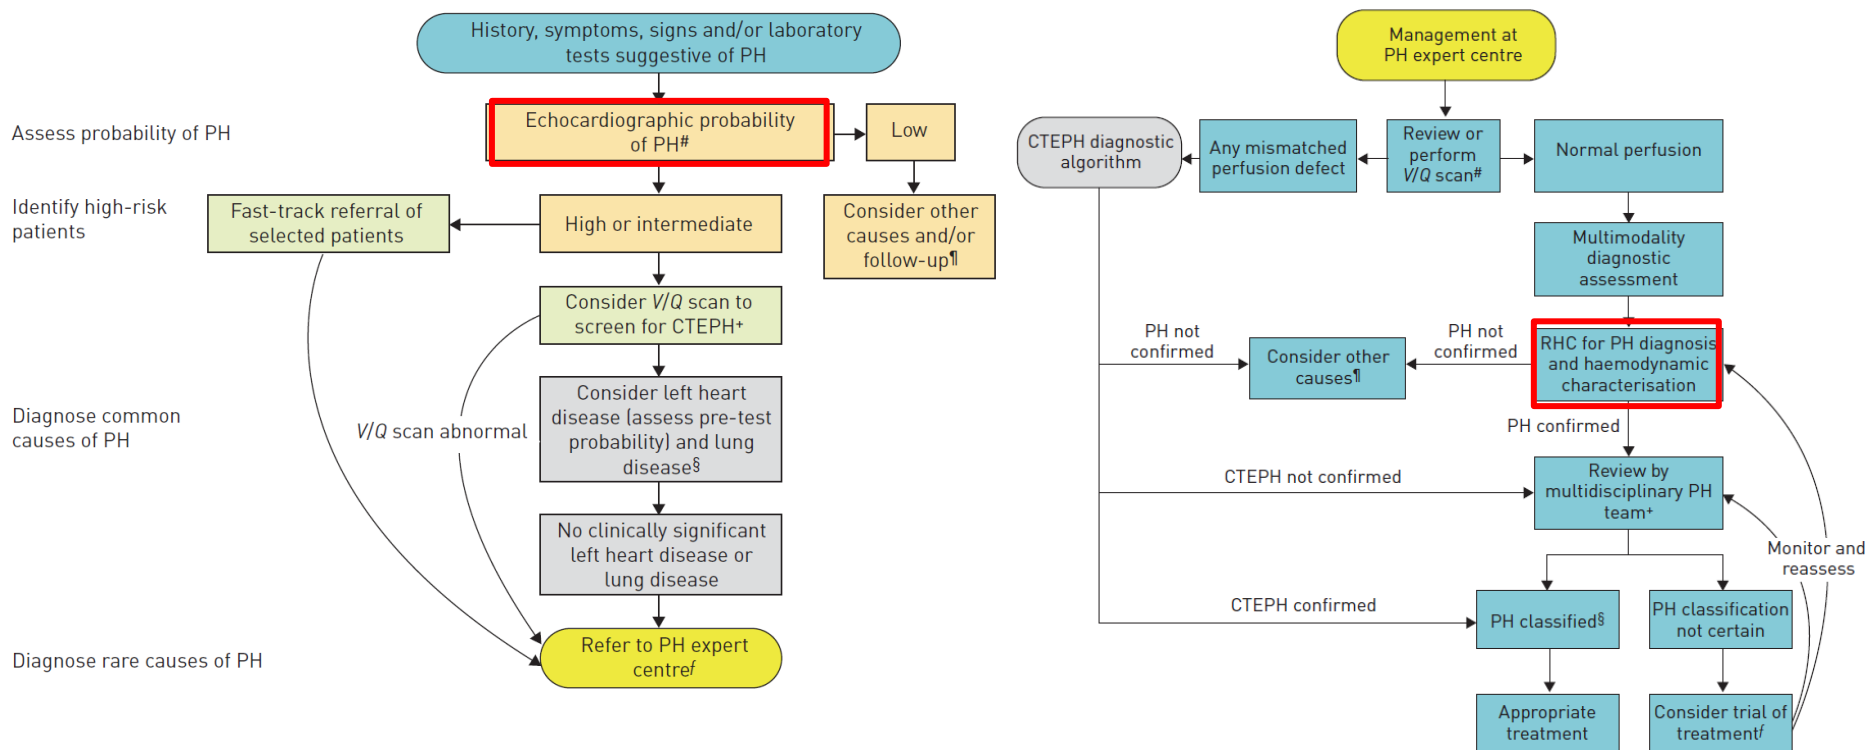 History, symptoms, signs and/or laboratory
tests suggestive of PH
Assess probability of PH
Echocardiographic probability
of PH#
Low
Identify high-risk
patients
Fast-track referral of
selected patients
High or intermediate
Consider other
causes and/or
follow-up¶
Consider V/Q scan to
screen for CTEPH+
Diagnose common
causes of PH
V/Q scan abnormal
Consider left heart
disease (assess pre-test
probability) and lung
disease§
No clinically significant
left heart disease or
lung disease
Diagnose rare causes of PH
Refer to PH expert
centreƒ
Management at
PH expert centre
CTEPH diagnostic
algorithm
Any mismatched
perfusion defect
Review or
perform
V/Q scan#
Normal perfusion
Multimodality
diagnostic
assessment
PH not
confirmed
Consider other
causes¶
PH not
confirmed
RHC for PH diagnosis
and haemodynamic
characterisation
PH confirmed
CTEPH not confirmed
Review by
multidisciplinary PH
team+
Monitor and
reassess
CTEPH confirmed
PH classified§
PH classification
not certain
Appropriate
treatment
Consider trial of
treatmentƒ